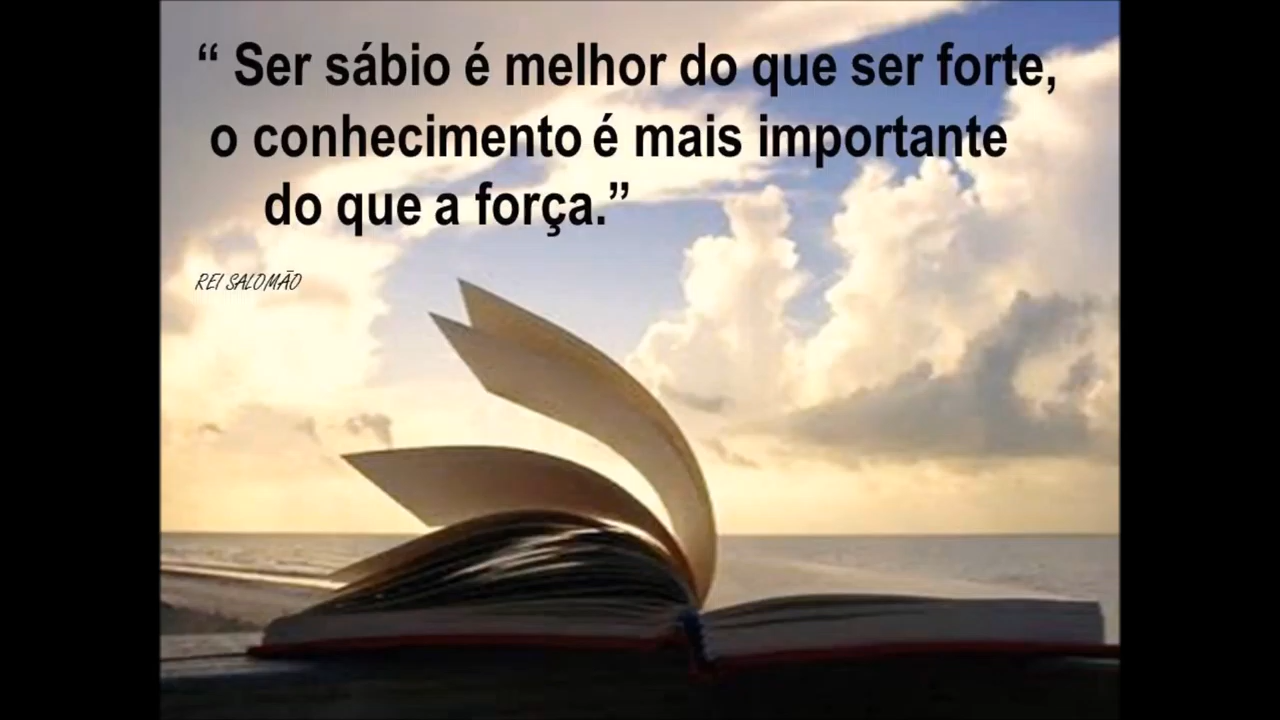 “ Ser sábio é melhor do que ser forte,
o conhecimento é mais importante
do que a força.”
REI SALOMÃO